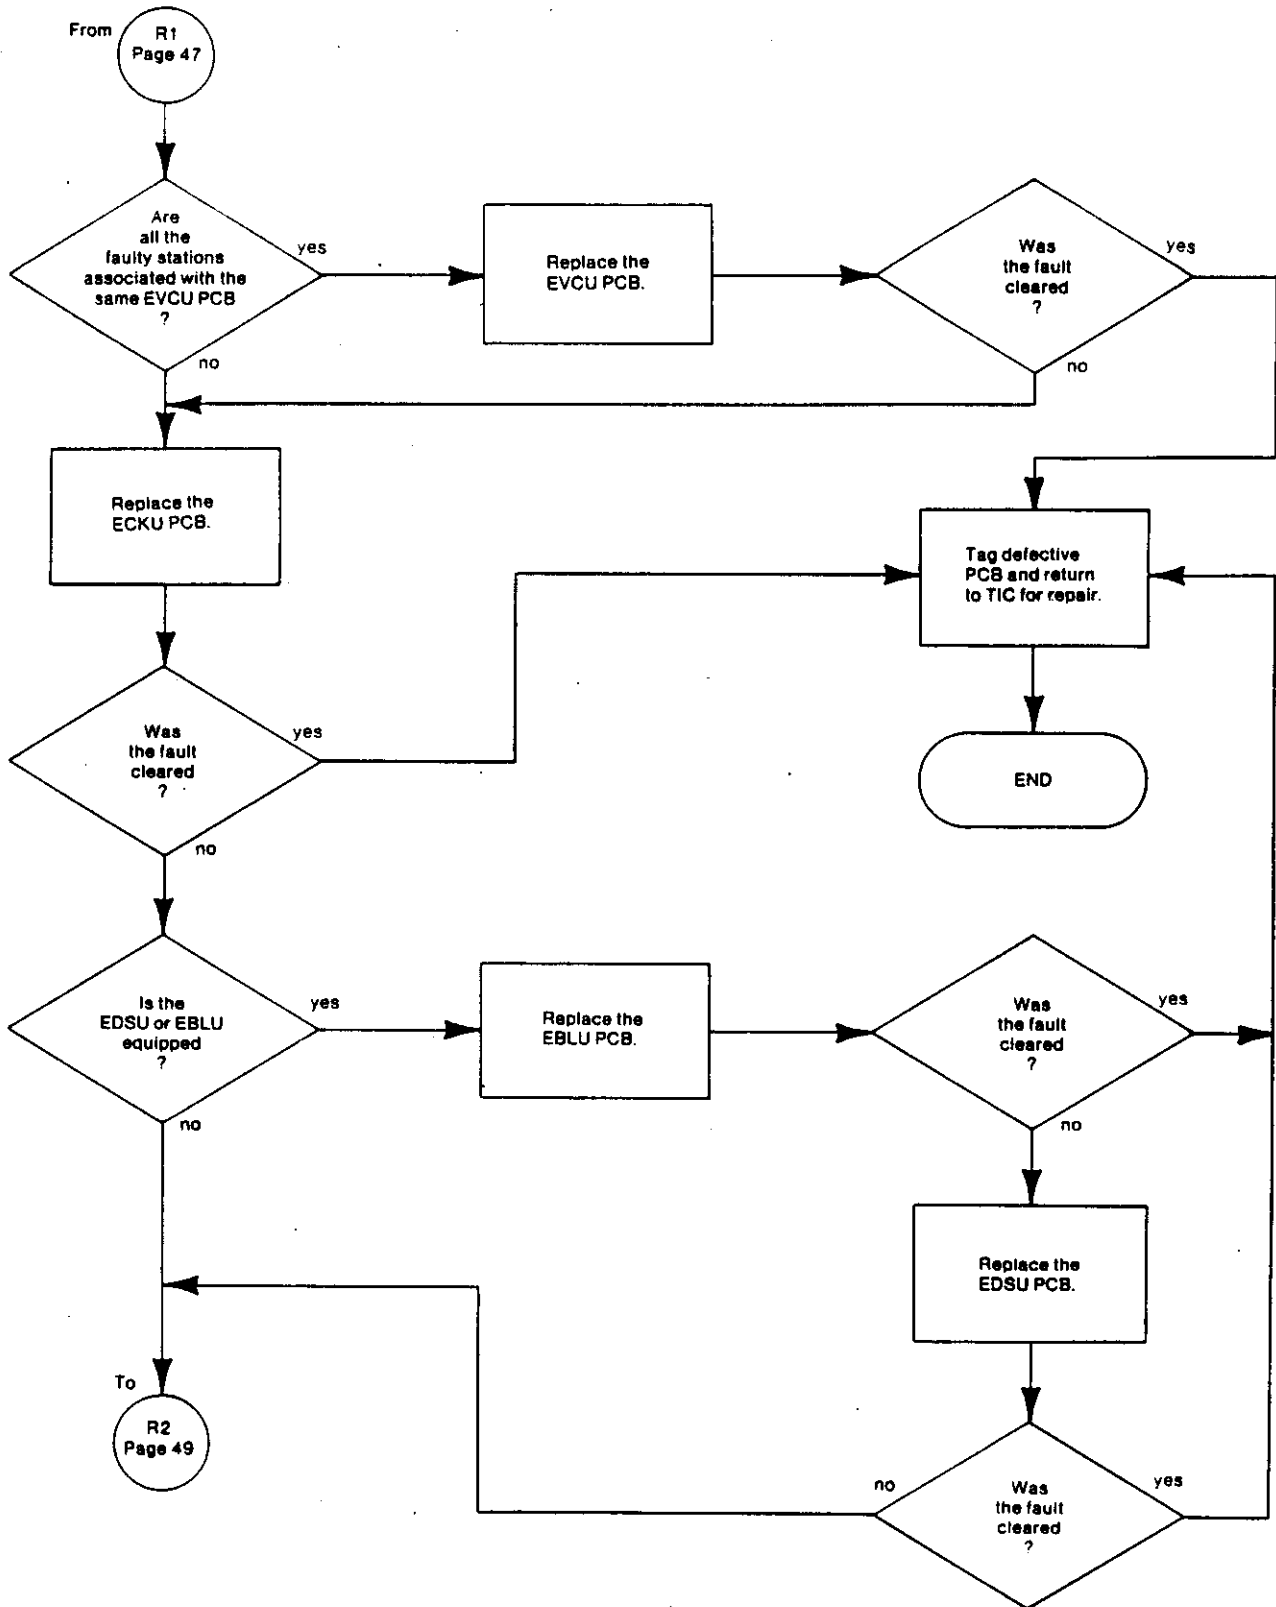 From
R1
Page 47
Are
all the
faulty stations
associated with the
same EVCU PCB
?
yes
no
Replace the
EVCU PCB.
Was
the fault
cleared
?
yes
no
Replace the
ECKU PCB.
Tag defective
PCB and return
to TIC for repair.
Was
the fault
cleared
?
yes
no
END
Is the
EDSU or EBLU
equipped
?
yes
no
Replace the
EBLU PCB.
Was
the fault
cleared
?
yes
no
Replace the
EDSU PCB.
To
R2
Page 49
Was
the fault
cleared
?
no
yes